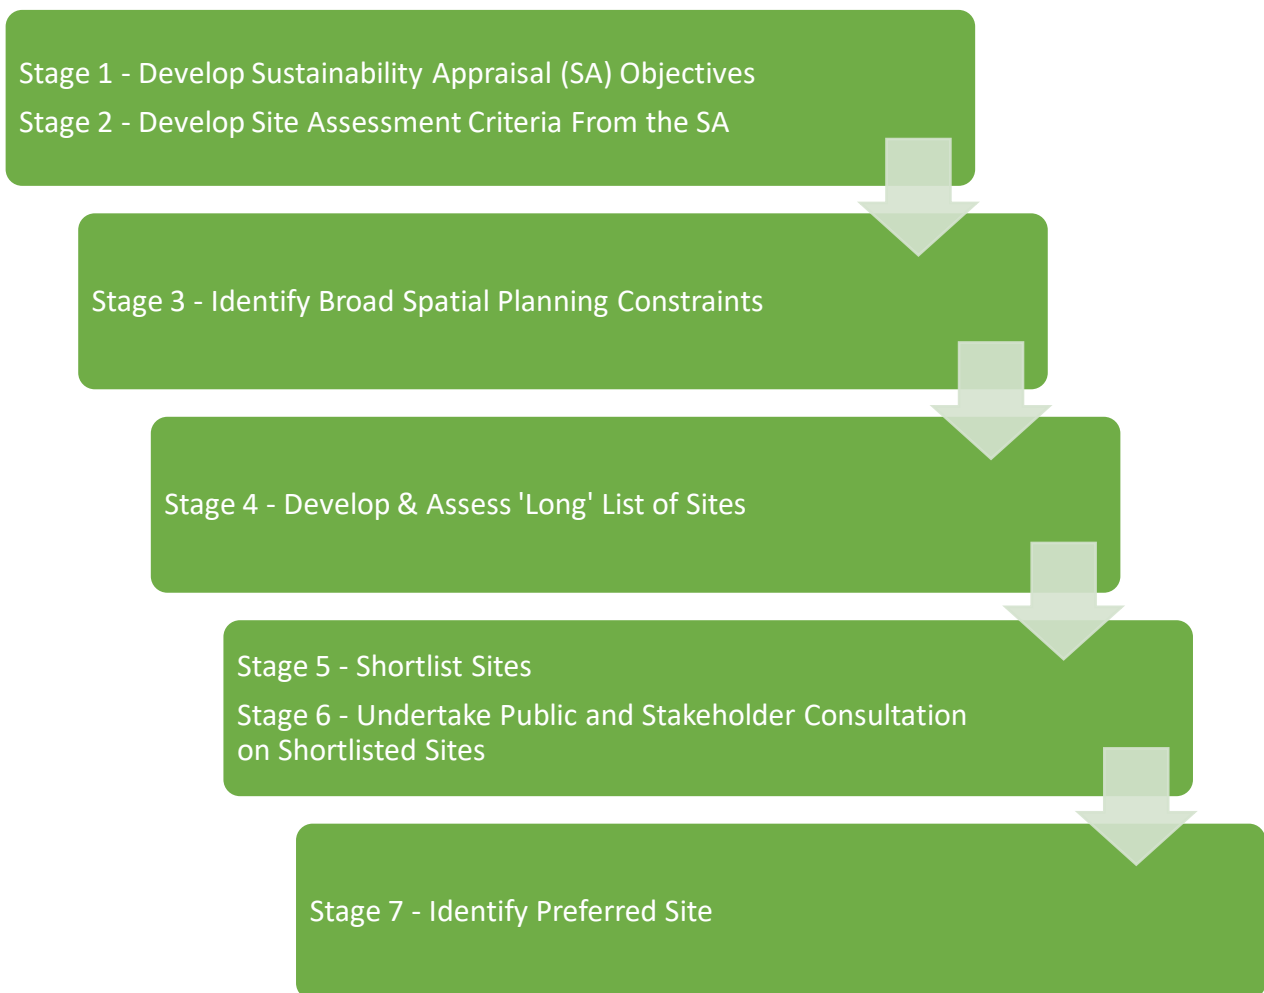 Stage 1 - Develop Sustainability Appraisal (SA) Objectives
Stage 2 - Develop Site Assessment Criteria From the SA
Stage 3 - Identify Broad Spatial Planning Constraints
Stage 4 - Develop & Assess 'Long' List of Sites
Stage 5 - Shortlist Sites
Stage 6 - Undertake Public and Stakeholder Consultation
on Shortlisted Sites
Stage 7 - Identify Preferred Site